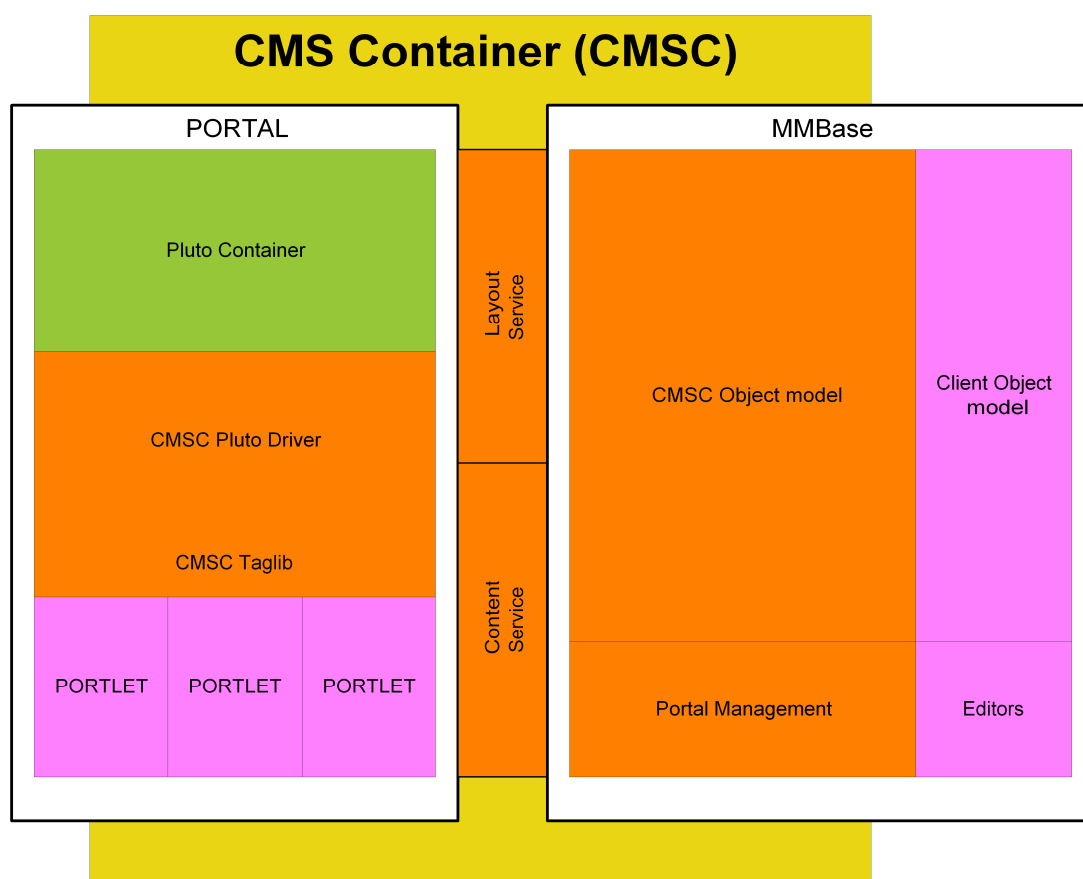 CMS Container (CMSC)
PORTAL
Pluto Container
CMSC Pluto Driver
CMSC Taglib
PORTLET
PORTLET
PORTLET
Layout
Service
Content
Service
MMBase
CMSC Object model
Client Object
model
Portal Management
Editors